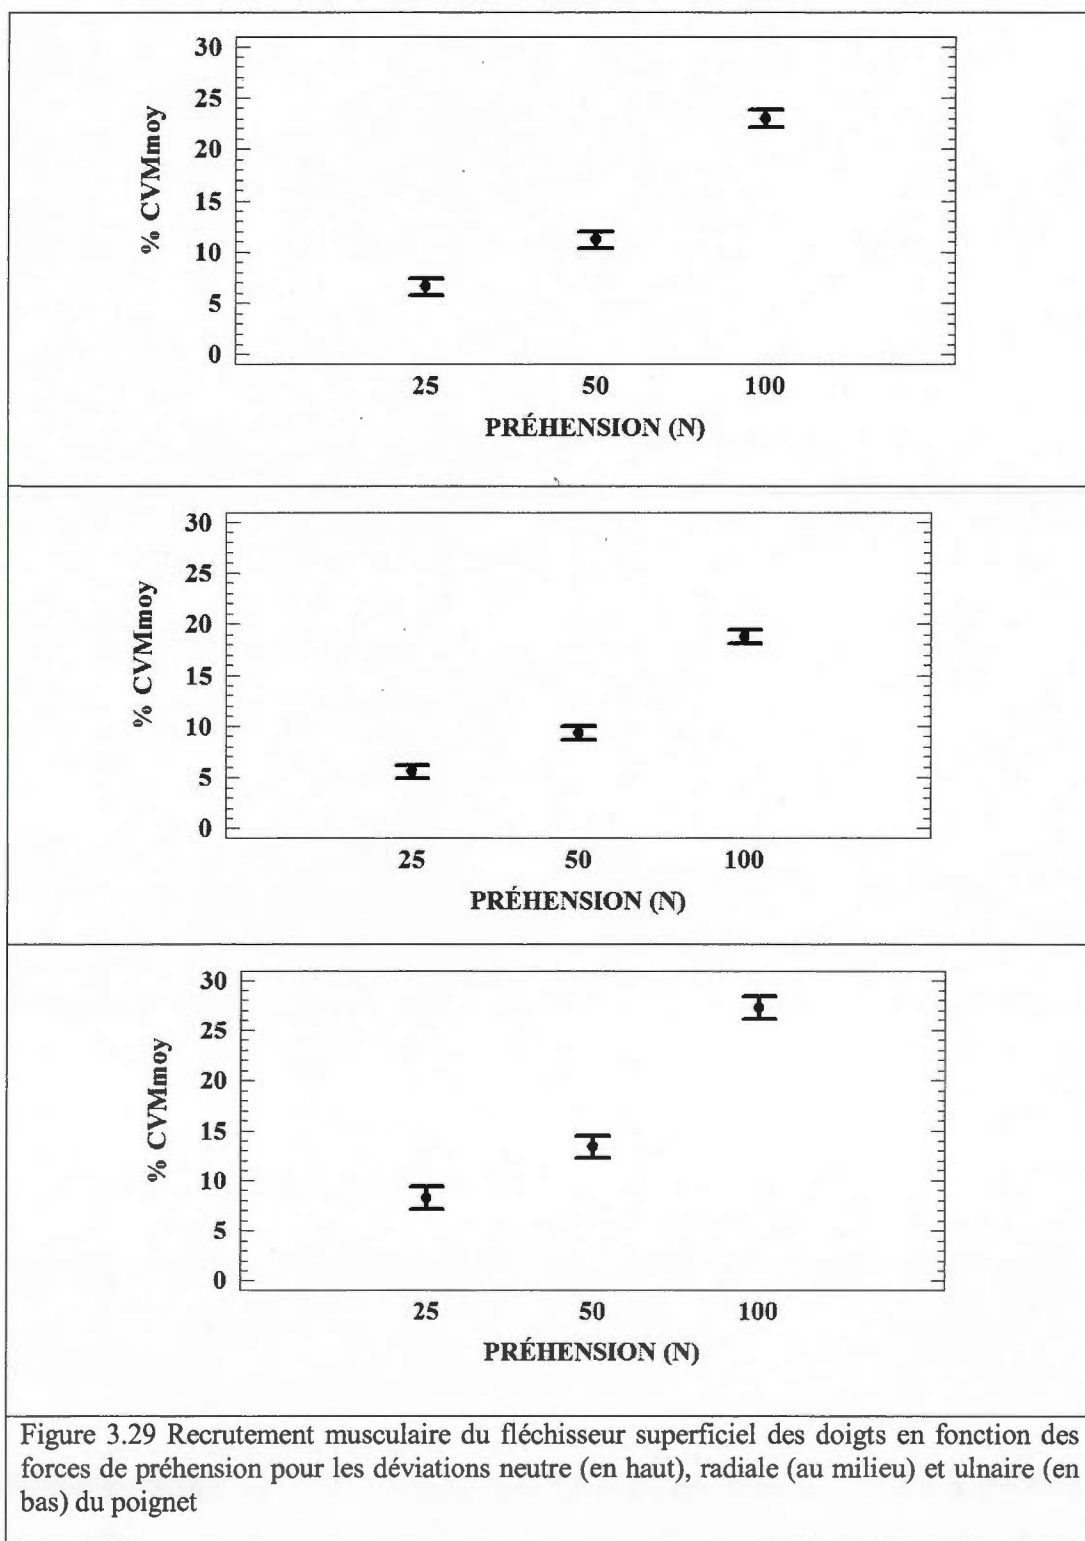 30
25
20
15
10
5
0
% CVMmoy
25 50 100
PRÉHENSION (N)
30
25
20
15
10
5
0
% CVMmoy
25 50 100
PRÉHENSION (N)
30
25
20
15
10
5
0
% CVMmoy
25 50 100
PRÉHENSION (N)
Figure 3.29 Recrutement musculaire du fléchisseur superficiel des doigts en fonction des
forces de préhension pour les déviations neutre (en haut), radiale (au milieu) et ulnaire (en
bas) du poignet